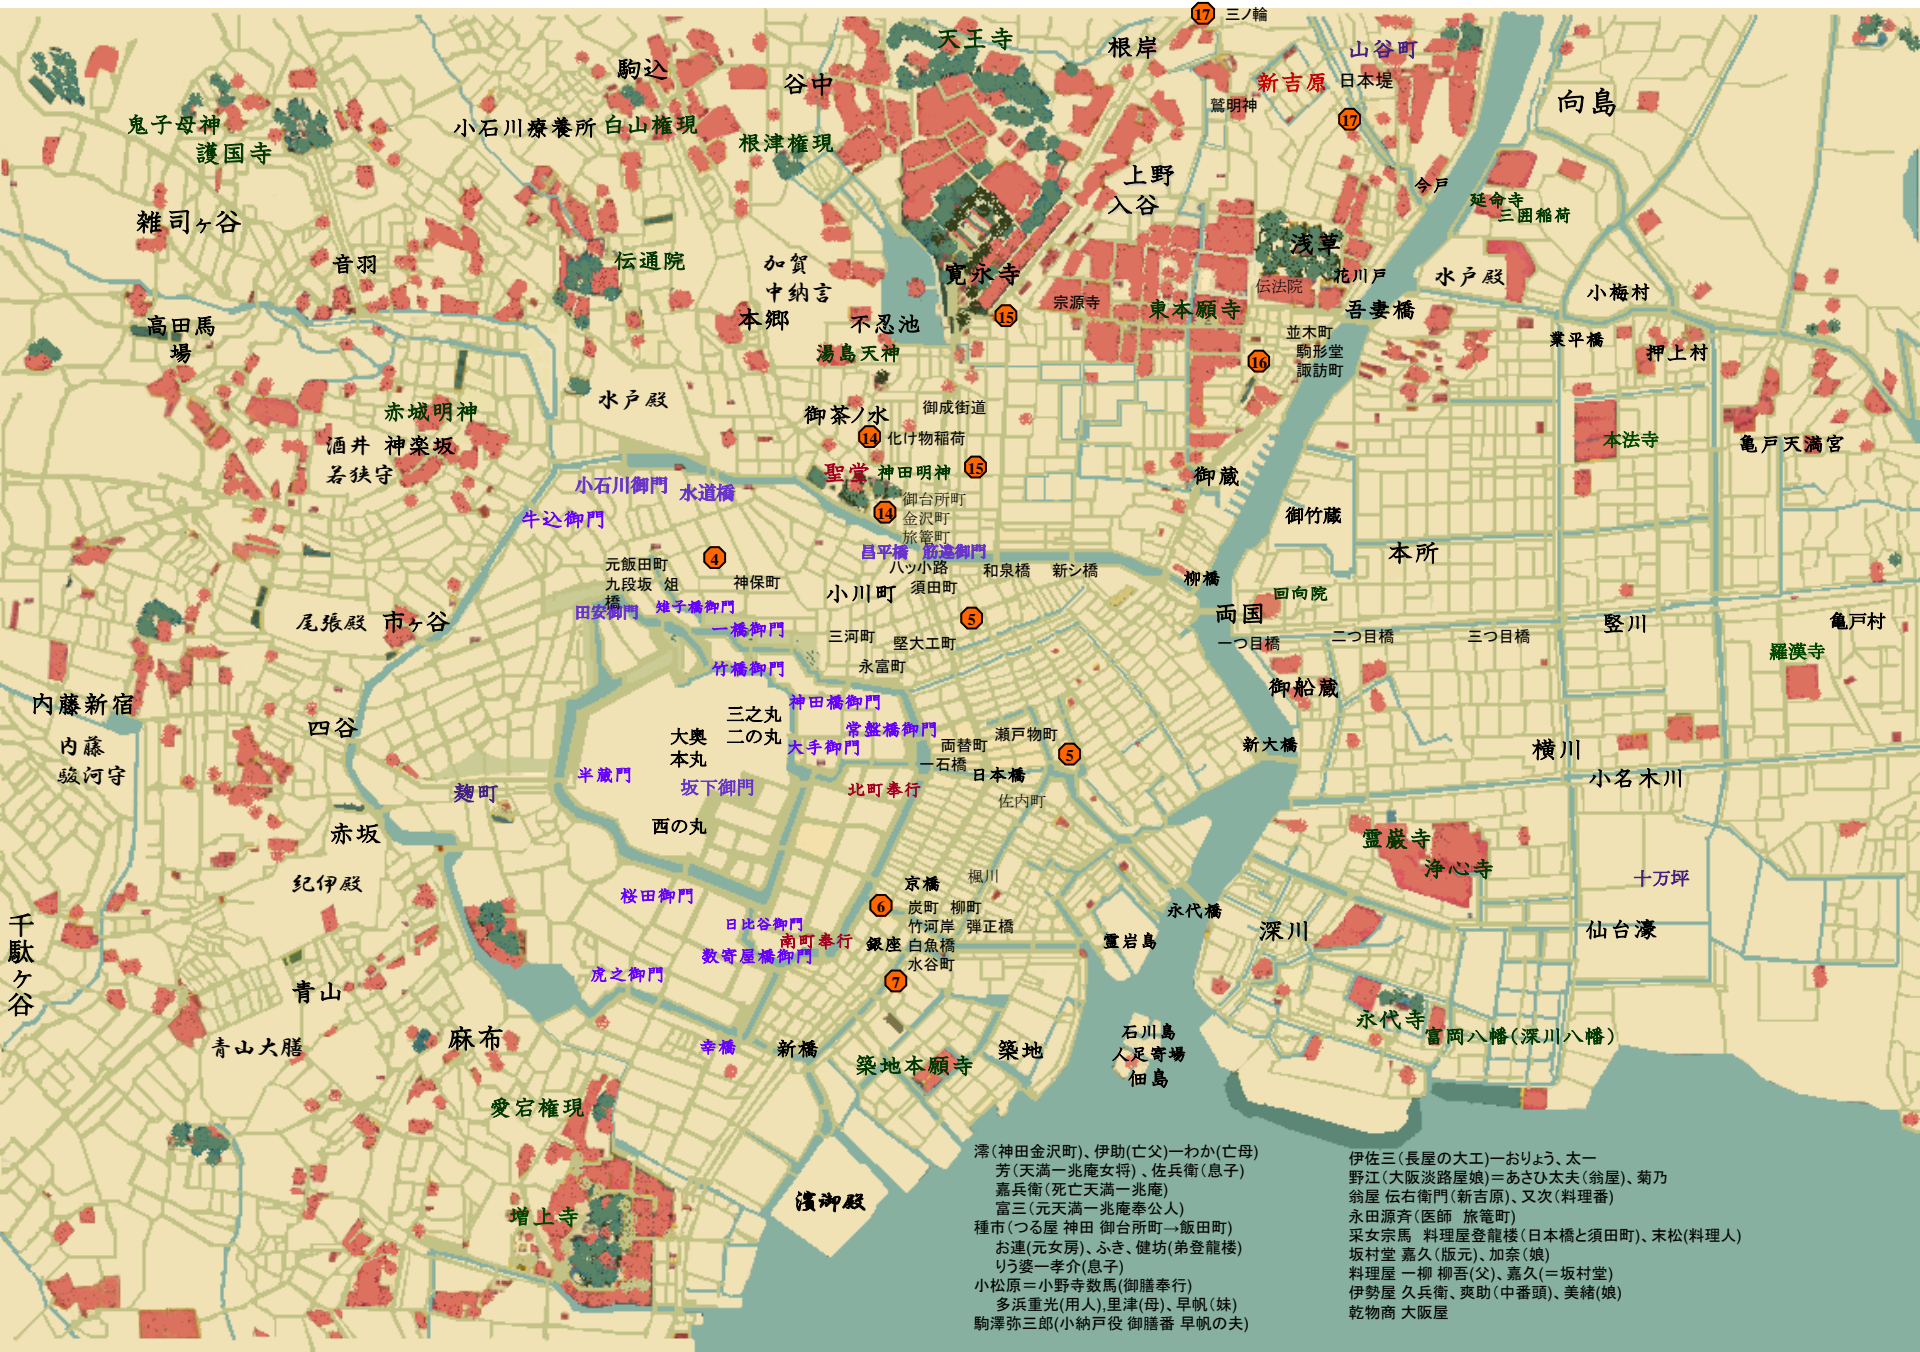 17 三ノ輪
天王寺
根岸
山谷町
駒込
谷中
新吉原
日本堤
向島
鷲明神
17
鬼子母神
護国寺
小石川療養所
白山権現
根津権現
上野
入谷
今戸
延命寺
三囲稲荷
雑司ヶ谷
浅草
音羽
伝通院
加賀
中納言
本郷
寛永寺
伝法院
花川戸
水戸殿
小梅村
宗源寺
東本願寺
吾妻橋
15
高田馬
場
不忍池
湯島天神
並木町
駒形堂
諏訪町
16
業平橋
押上村
水戸殿
赤城明神
御茶ノ水
御成街道
酒井
若狭守
神楽坂
14 化け物稲荷
本法寺
亀戸天満宮
聖堂
神田明神
15
御蔵
小石川御門
水道橋
牛込御門
御台所町
金沢町
旅篭町
14
御竹蔵
本所
昌平橋
筋違御門
4
元飯田町
九段坂 俎
橋
神保町
八ッ小路
須田町
和泉橋
新シ橋
柳橋
小川町
田安御門
雉子橋御門
回向院
両国
尾張殿
市ヶ谷
一橋御門
5
三河町
堅大工町
永富町
一つ目橋
二つ目橋
三つ目橋
竪川
亀戸村
羅漢寺
竹橋御門
御船蔵
内藤新宿
四谷
神田橋御門
三之丸
二の丸
大奥
本丸
常盤橋御門
大手御門
両替町
瀬戸物町
一石橋
日本橋
5
新大橋
内藤
駿河守
横川
小名木川
麹町
半蔵門
坂下御門
北町奉行
佐内町
西の丸
赤坂
霊巌寺
浄心寺
紀伊殿
桜田御門
京橋
楓川
十万坪
6
炭町 柳町
竹河岸 弾正橋
白魚橋
水谷町
永代橋
千駄ヶ谷
日比谷御門
南町奉行
銀座
数寄屋橋御門
霊岩島
深川
仙台濠
虎之御門
7
青山
麻布
青山大膳
幸橋
新橋
築地
築地本願寺
石川島
人足寄場
佃島
永代寺
富岡八幡(深川八幡)
愛宕権現
増上寺
濱御殿
澪(神田金沢町)、伊助(亡父)ーわか(亡母)
芳(天満一兆庵女将) 、佐兵衛(息子)
嘉兵衛(死亡天満一兆庵)
富三(元天満一兆庵奉公人)
種市(つる屋 神田 御台所町→飯田町)
お連(元女房)、ふき、健坊(弟登龍楼)
りう婆ー孝介(息子)
小松原＝小野寺数馬(御膳奉行)
多浜重光(用人),里津(母)、早帆(妹)
駒澤弥三郎(小納戸役 御膳番 早帆の夫)
伊佐三(長屋の大工)ーおりょう、太一
野江(大阪淡路屋娘)＝あさひ太夫(翁屋)、菊乃
翁屋 伝右衛門(新吉原)、又次(料理番)
永田源斉(医師 旅篭町)
采女宗馬 料理屋登龍楼(日本橋と須田町)、末松(料理人)
坂村堂 嘉久(版元)、加奈(娘)
料理屋 一柳 柳吾(父)、嘉久(＝坂村堂)
伊勢屋 久兵衛、爽助(中番頭)、美緒(娘)
乾物商 大阪屋